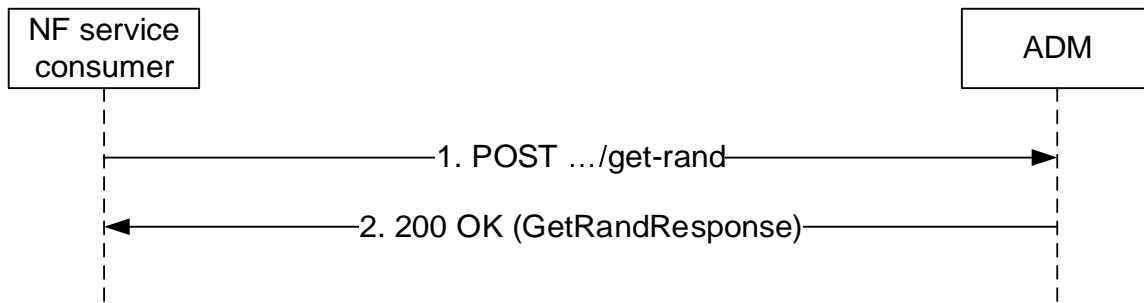 NF service
consumer
ADM
1. POST …/get-rand
2. 200 OK (GetRandResponse)